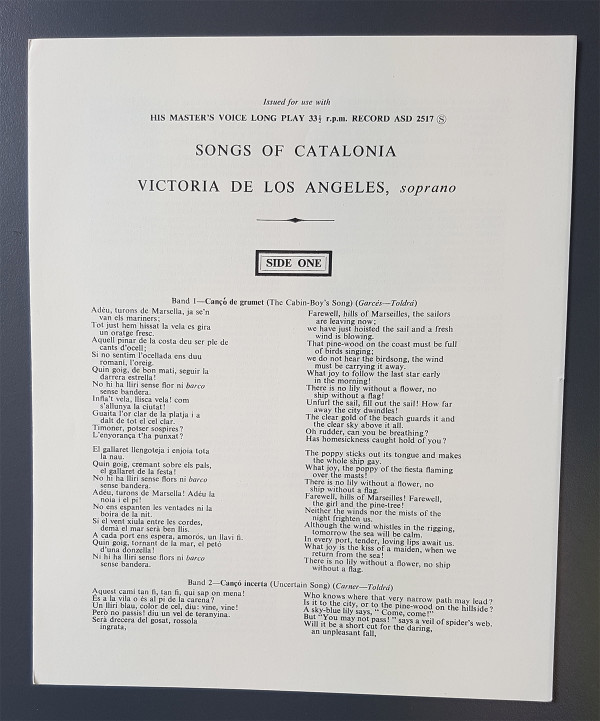 Issued for use with
HIS MASTER'S VOICE LONG PLAY 33⅓ r.p.m. RECORD ASD 2517 Ⓢ
SONGS OF CATALONIA
VICTORIA DE LOS ANGELES, soprano
SIDE ONE
Band 1—Cançó de grumet (The Cabin-Boy's Song) (Garcés—Toldrá)
Adèu, turons de Marsella, ja se'n
van els mariners;
Tot just hem hissat la vela es gira
un oratge fresc.
Aquell pinar de la costa deu ser ple de
cants d'ocell;
Si no sentim l'ocellada ens duu
romani, l'oreig.
Quin goig, de bon mati, seguir la
darrera estrella!
No hi ha lliri sense flor ni barco
sense bandera.
Infla't vela, llisca vela! com
s'allunya la ciutat!
Guaita l'or clar de la platja i a
dalt de tot el cel clar.
Timoner, potser sospires?
L'enyorança t'ha punxat?
El gallaret llengoteja i enjoia tota
la nau.
Quin goig, cremant sobre els pals,
el gallaret de la festa!
No hi ha lliri sense flors ni barco
sense bandera.
Adèu, turons de Marsella! Adèu la
noia i el pi!
No ens espanten les ventades ni la
boira de la nit.
Si el vent xiula entre les cordes,
demà el mar serà ben llis.
A cada port ens espera, amorós, un llavi fi.
Quin goig, tornant de la mar, el petó
d'una donzella!
Ni hi ha lliri sense flors ni barco
sense bandera.
Farewell, hills of Marseilles, the sailors
are leaving now;
we have just hoisted the sail and a fresh
wind is blowing.
That pine-wood on the coast must be full
of birds singing;
we do not hear the birdsong, the wind
must be carrying it away.
What joy to follow the last star early
in the morning!
There is no lily without a flower, no
ship without a flag!
Unfurl the sail, fill out the sail! How far
away the city dwindles!
The clear gold of the beach guards it and
the clear sky above it all.
Oh rudder, can you be breathing?
Has homesickness caught hold of you?
The poppy sticks out its tongue and makes
the whole ship gay.
What joy, the poppy of the fiesta flaming
over the masts!
There is no lily without a flower, no
ship without a flag.
Farewell, hills of Marseilles! Farewell,
the girl and the pine-tree!
Neither the winds nor the mists of the
night frighten us.
Although the wind whistles in the rigging,
tomorrow the sea will be calm.
In every port, tender, loving lips await us.
What joy is the kiss of a maiden, when we
return from the sea!
There is no lily without a flower, no ship
without a flag.
Band 2—Cançó incerta (Uncertain Song) (Carner—Toldrá)
Aquest camí tan fi, tan fi, qui sap on mena!
És a la vila o és al pi de la carena?
Un lliri blau, color de cel, diu: vine, vine!
Però no passis! diu un vel de teranyina.
Serà drecera del gosat, rossola
ingrata,
Who knows where that very narrow path may lead?
Is it to the city, or to the pine-wood on the hillside?
A sky-blue lily says, "Come, come!"
But "You may not pass!" says a veil of spider's web.
Will it be a short cut for the daring,
an unpleasant fall,